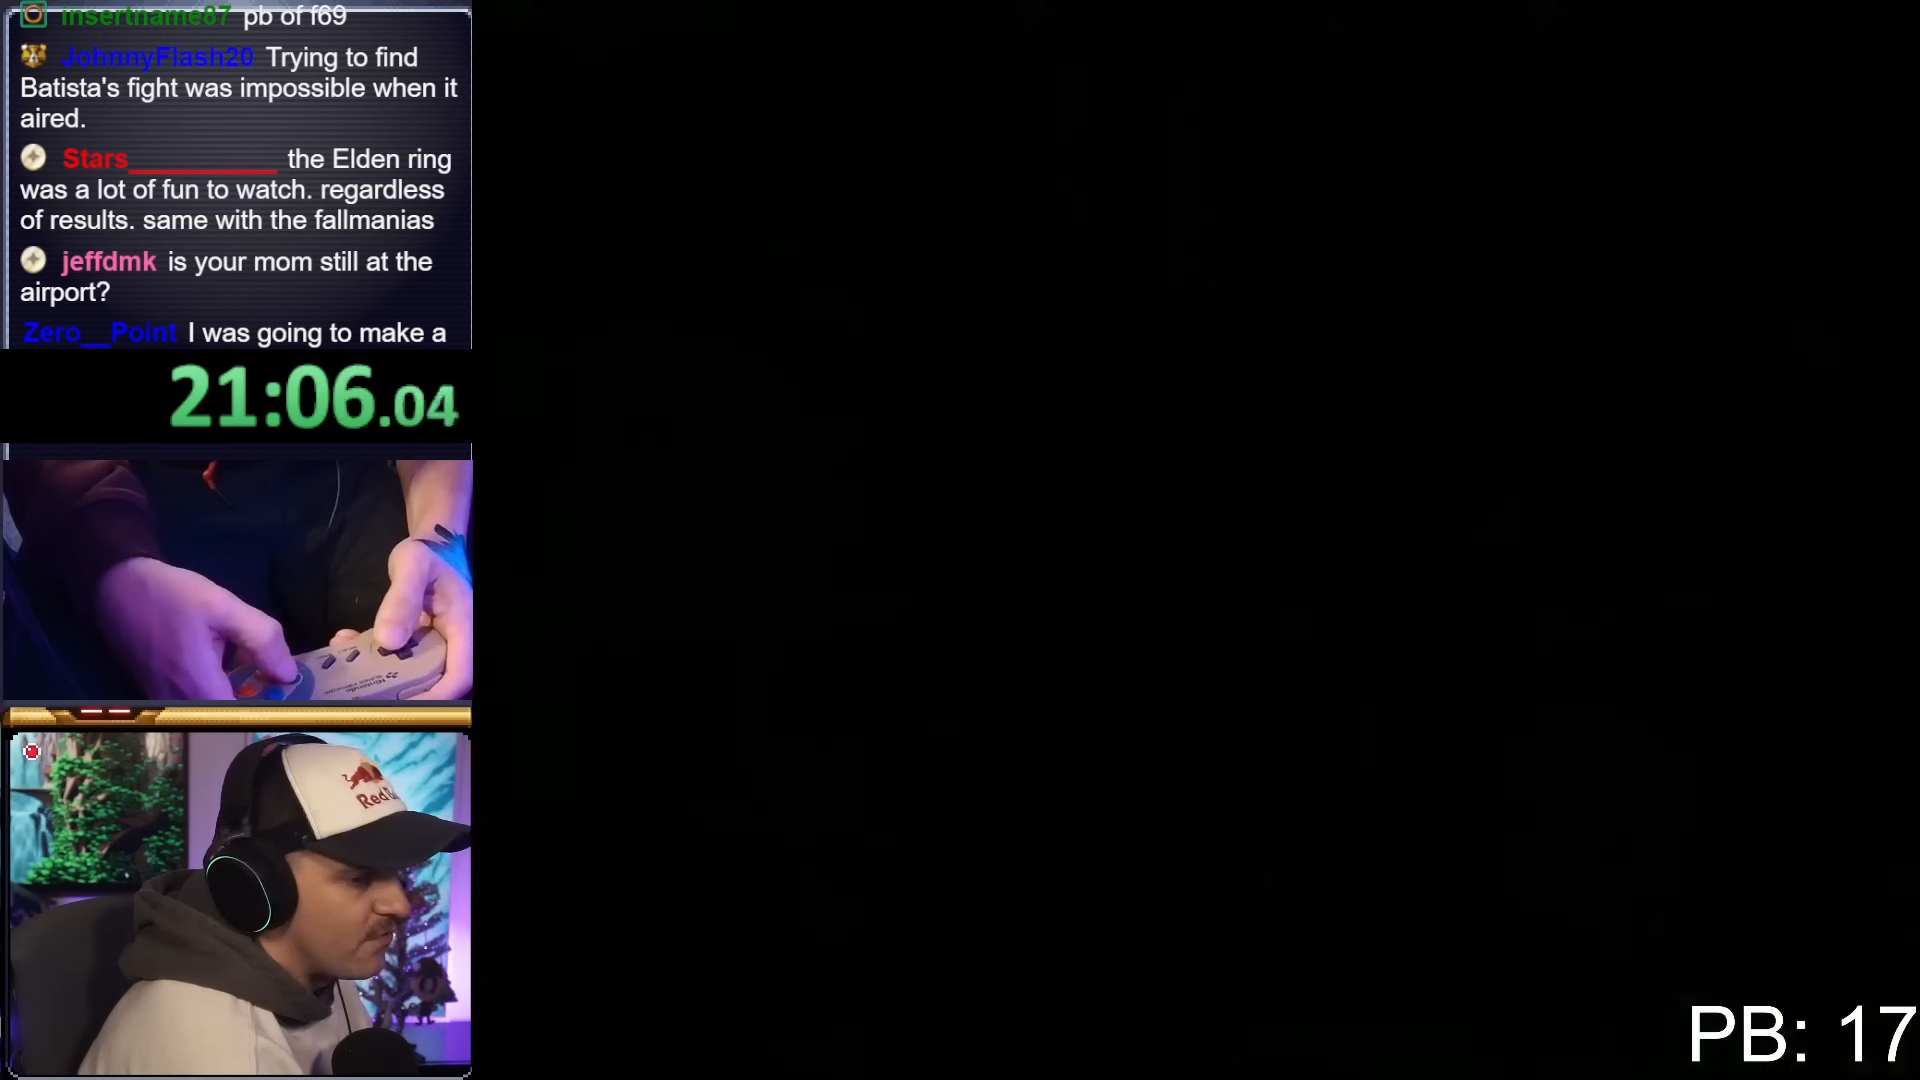 insertname87 pb of f69
JohnnyFlash20 Trying to find
Batista's fight was impossible when it
aired.
Stars___________ the Elden ring
was a lot of fun to watch. regardless
of results. same with the fallmanias
jeffdmk is your mom still at the
airport?
Zero__Point I was going to make a
21:06.04
Nintendo
Red Bull
PB: 17